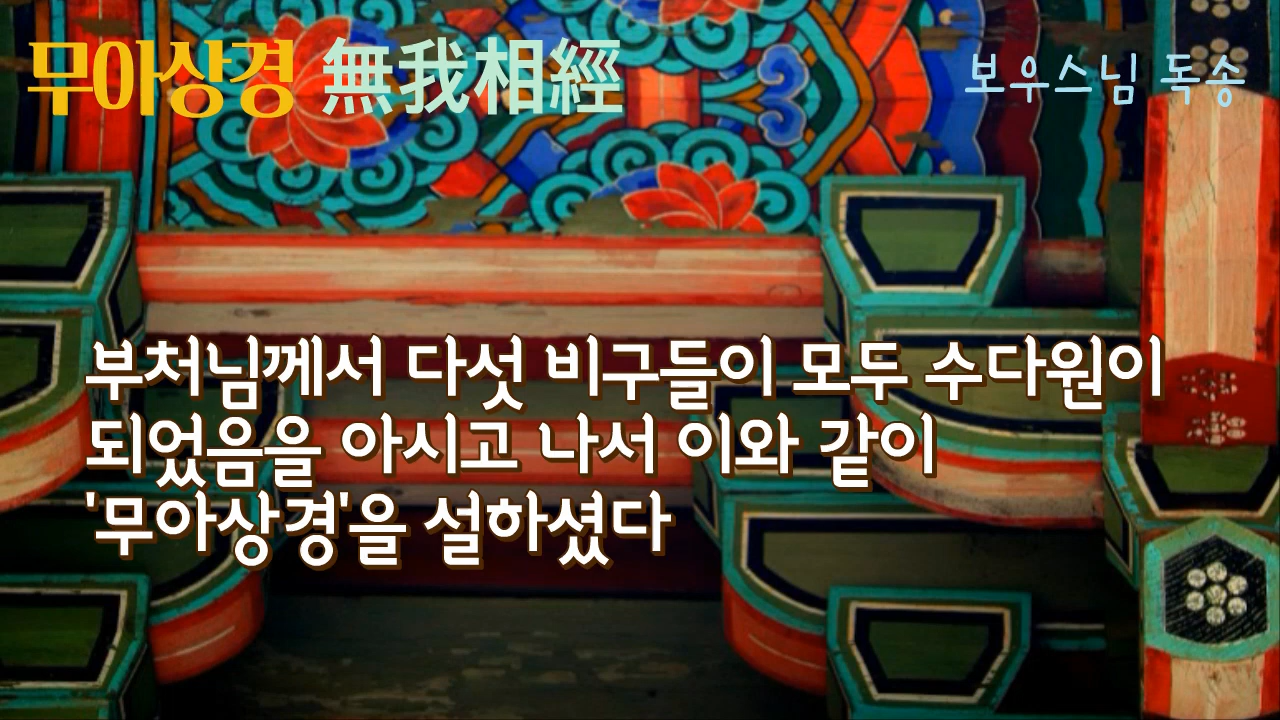 무아상경 無我相經
보우스님 독송
부처님께서 다섯 비구들이 모두 수다원이
되었음을 아시고 나서 이와 같이
'무아상경'을 설하셨다